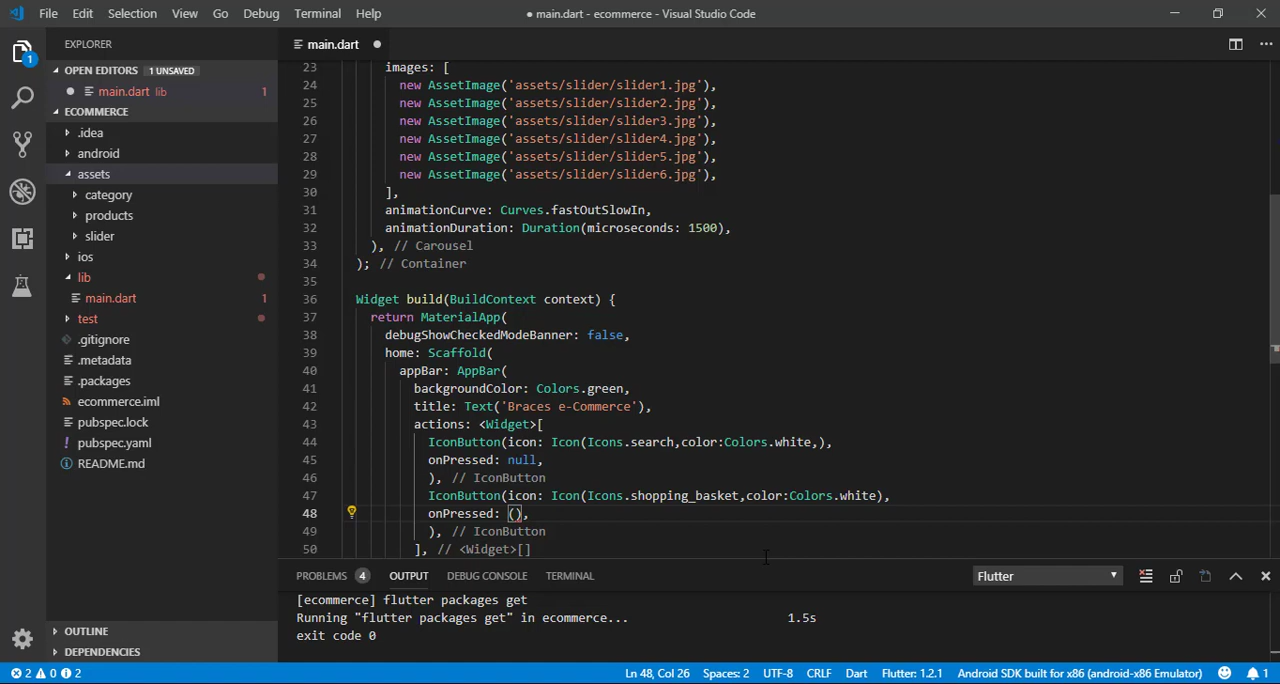 File Edit Selection View Go Debug Terminal Help
● main.dart - ecommerce - Visual Studio Code
EXPLORER
OPEN EDITORS 1 UNSAVED
main.dart lib 1
ECOMMERCE
.idea
android
assets
category
products
slider
ios
lib
main.dart 1
test
.gitignore
.metadata
.packages
ecommerce.iml
pubspec.lock
pubspec.yaml
README.md
OUTLINE
DEPENDENCIES
1
main.dart
23 images: [
24 new AssetImage('assets/slider/slider1.jpg'),
25 new AssetImage('assets/slider/slider2.jpg'),
26 new AssetImage('assets/slider/slider3.jpg'),
27 new AssetImage('assets/slider/slider4.jpg'),
28 new AssetImage('assets/slider/slider5.jpg'),
29 new AssetImage('assets/slider/slider6.jpg'),
30 ],
31 animationCurve: Curves.fastOutSlowIn,
32 animationDuration: Duration(microseconds: 1500),
33 ), // Carousel
34 ); // Container
35
36 Widget build(BuildContext context) {
37 return MaterialApp(
38 debugShowCheckedModeBanner: false,
39 home: Scaffold(
40 appBar: AppBar(
41 backgroundColor: Colors.green,
42 title: Text('Braces e-Commerce'),
43 actions: <Widget>[
44 IconButton(icon: Icon(Icons.search,color:Colors.white,),
45 onPressed: null,
46 ), // IconButton
47 IconButton(icon: Icon(Icons.shopping_basket,color:Colors.white),
48 onPressed: (),
49 ), // IconButton
50 ], // <Widget>[]
PROBLEMS 4 OUTPUT DEBUG CONSOLE TERMINAL Flutter
[ecommerce] flutter packages get
Running "flutter packages get" in ecommerce... 1.5s
exit code 0
2 0 2 Ln 48, Col 26 Spaces: 2 UTF-8 CRLF Dart Flutter: 1.2.1 Android SDK built for x86 (android-x86 Emulator) 1